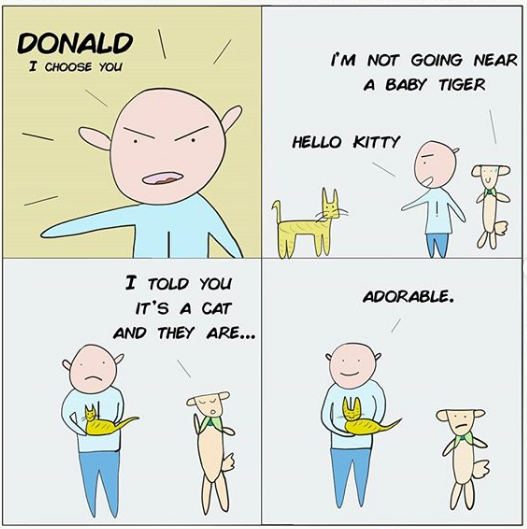 DONALD
I CHOOSE YOU
I'M NOT GOING NEAR
A BABY TIGER
HELLO KITTY
I TOLD YOU
IT'S A CAT
AND THEY ARE...
ADORABLE.